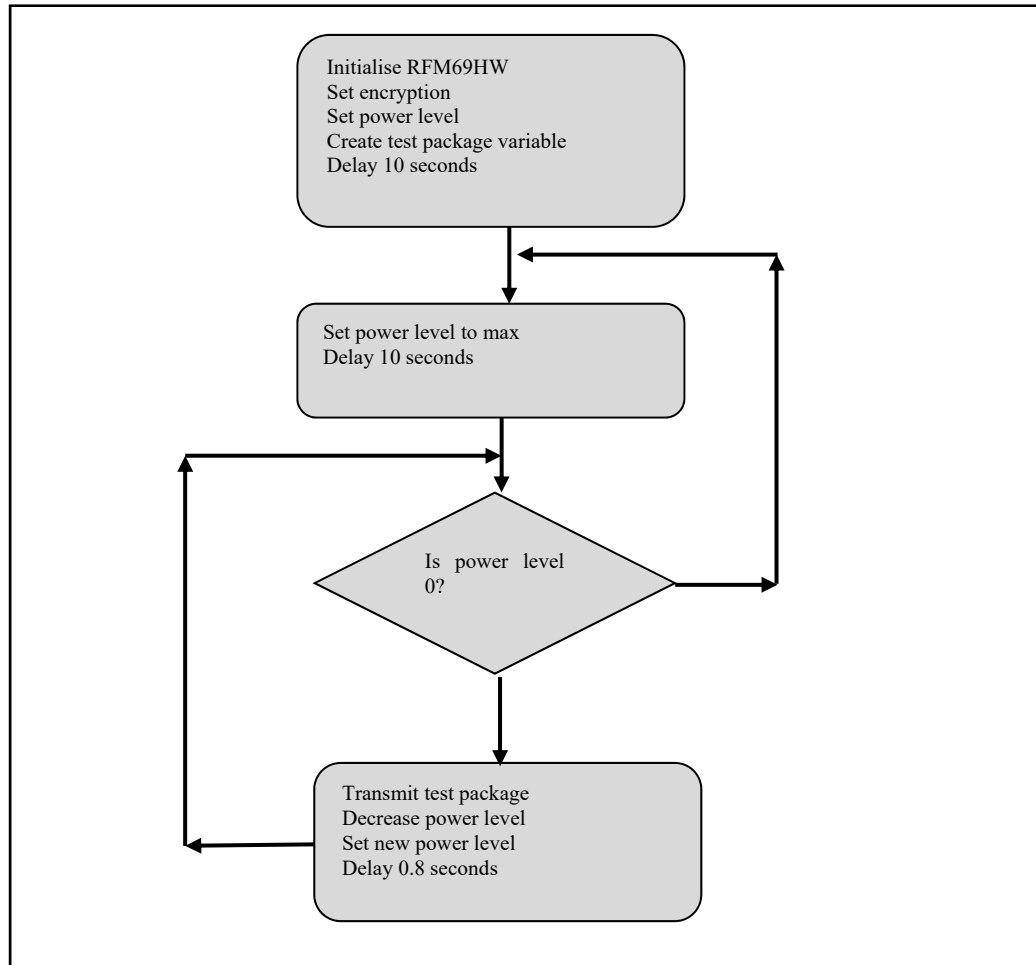 Initialise RFM69HW
Set encryption
Set power level
Create test package variable
Delay 10 seconds
Set power level to max
Delay 10 seconds
Is power level
0?
Transmit test package
Decrease power level
Set new power level
Delay 0.8 seconds